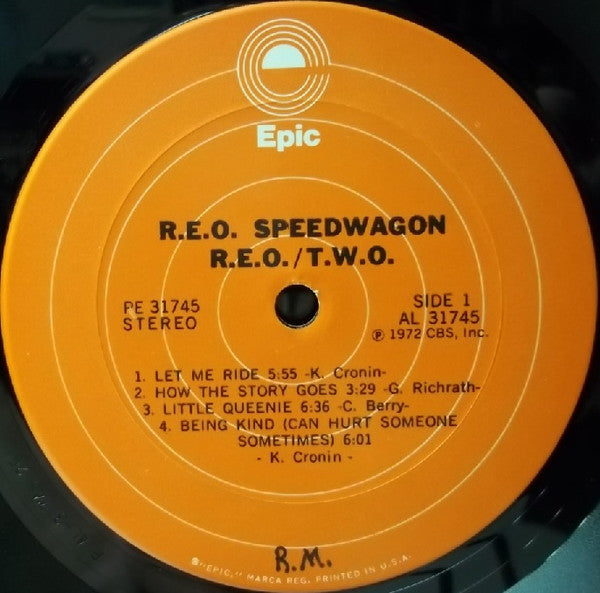 Epic
R.E.O. SPEEDWAGON
R.E.O./T.W.O.
PE 31745
STEREO
SIDE 1
AL 31745
℗ 1972 CBS, Inc.
1. LET ME RIDE 5:55 -K. Cronin-
2. HOW THE STORY GOES 3:29 -G. Richrath-
3. LITTLE QUEENIE 6:36 -C. Berry-
4. BEING KIND (CAN HURT SOMEONE
SOMETIMES) 6:01
- K. Cronin -
R.M.
®"EPIC," MARCA REG. PRINTED IN U.S.A.